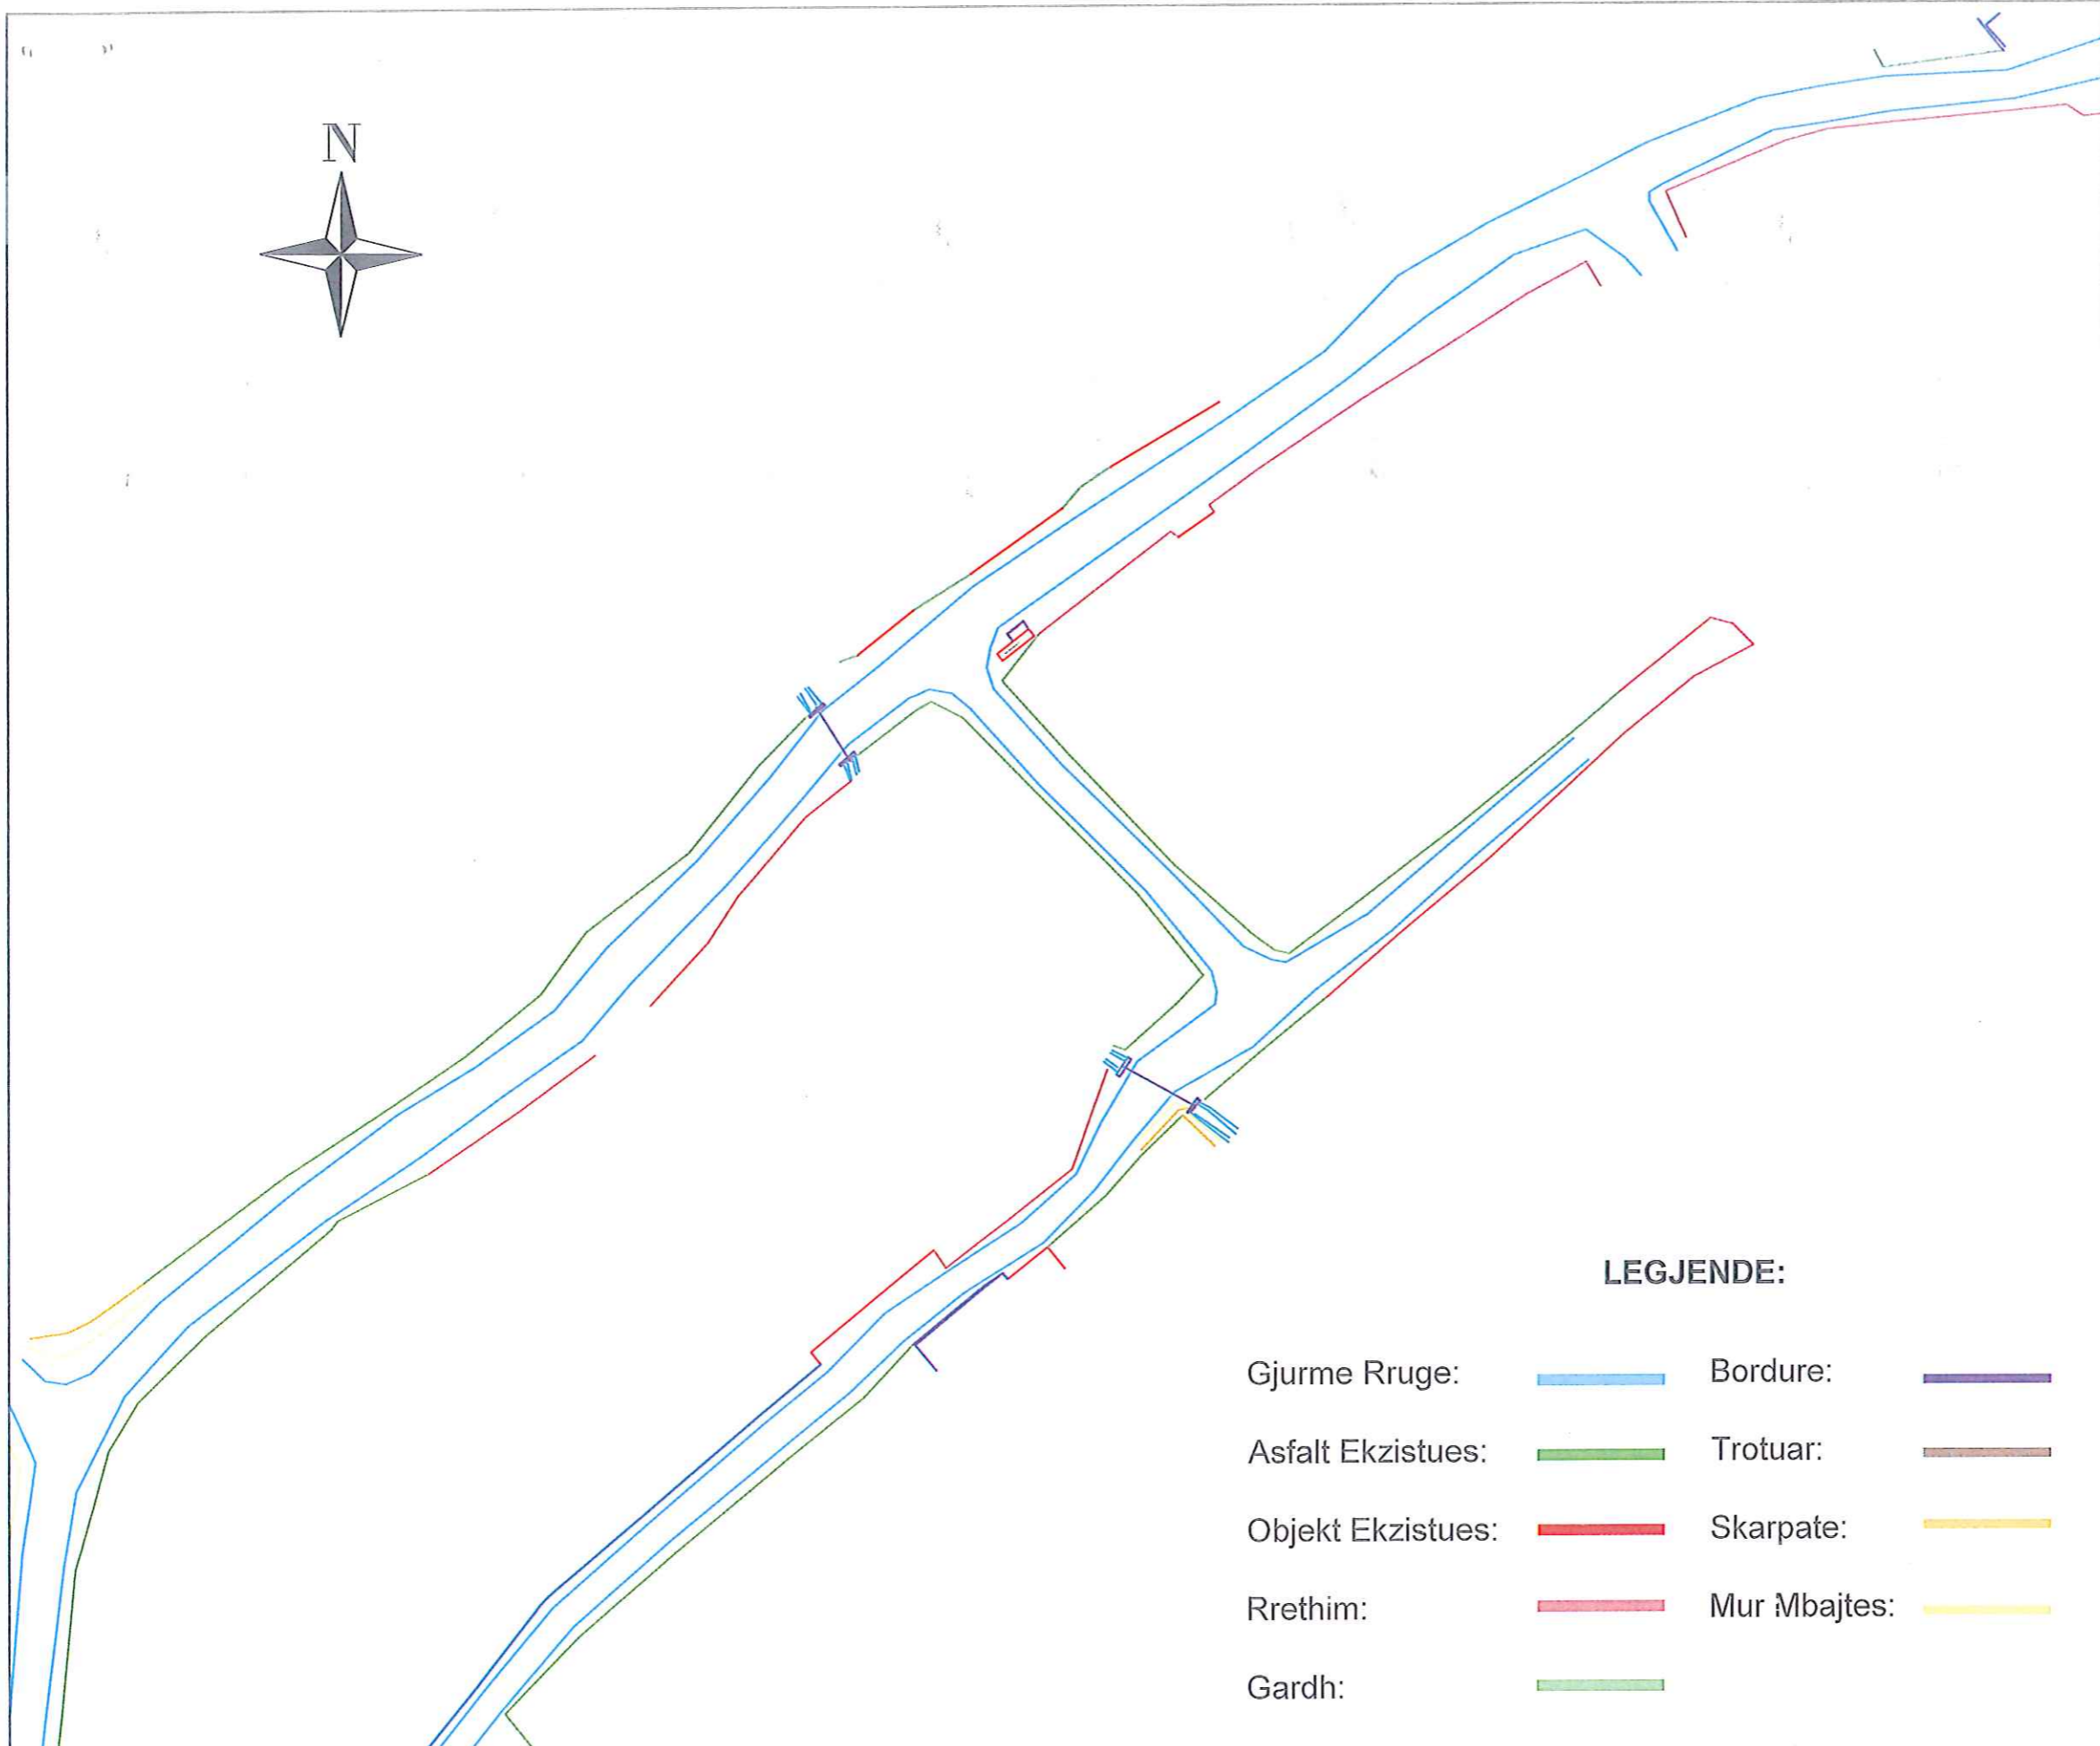 N
LEGJENDE:
Gjurme Rruge:
Bordure:
Asfalt Ekzistues:
Trotuar:
Objekt Ekzistues:
Skarpate:
Rrethim:
Mur Mbajtes:
Gardh: